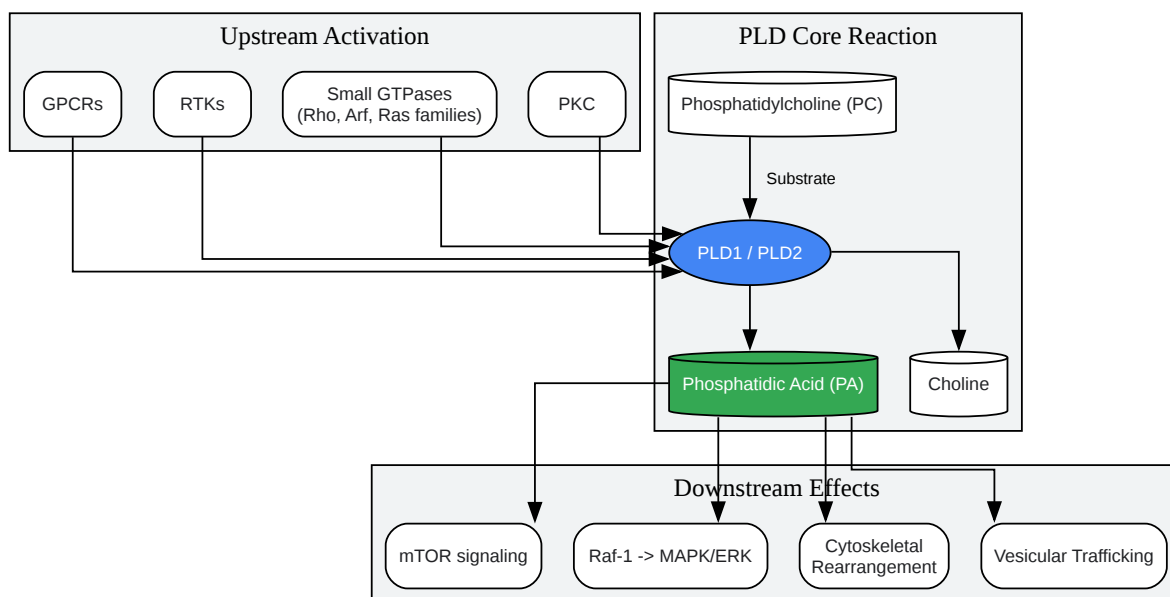 Upstream Activation
PLD Core Reaction
GPCRs
RTKs
Small GTPases
(Rho, Arf, Ras families)
PKC
Phosphatidylcholine (PC)
Substrate
PLD1 / PLD2
Phosphatidic Acid (PA)
Choline
Downstream Effects
mTOR signaling
Raf-1 -> MAPK/ERK
Cytoskeletal
Rearrangement
Vesicular Trafficking